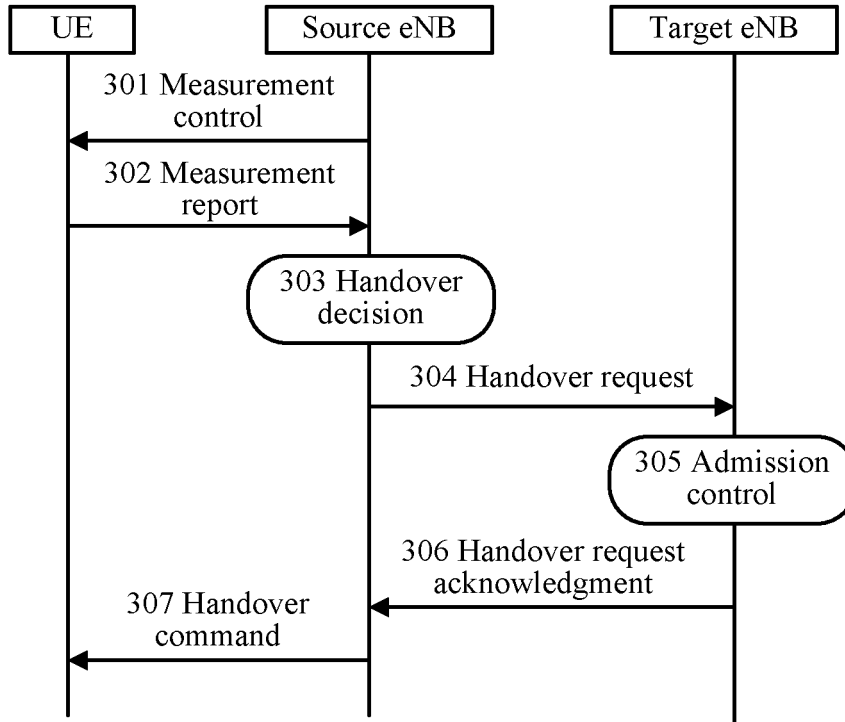 UE
Source eNB
Target eNB
301 Measurement
control
302 Measurement
report
303 Handover
decision
304 Handover request
305 Admission
control
306 Handover request
acknowledgment
307 Handover
command